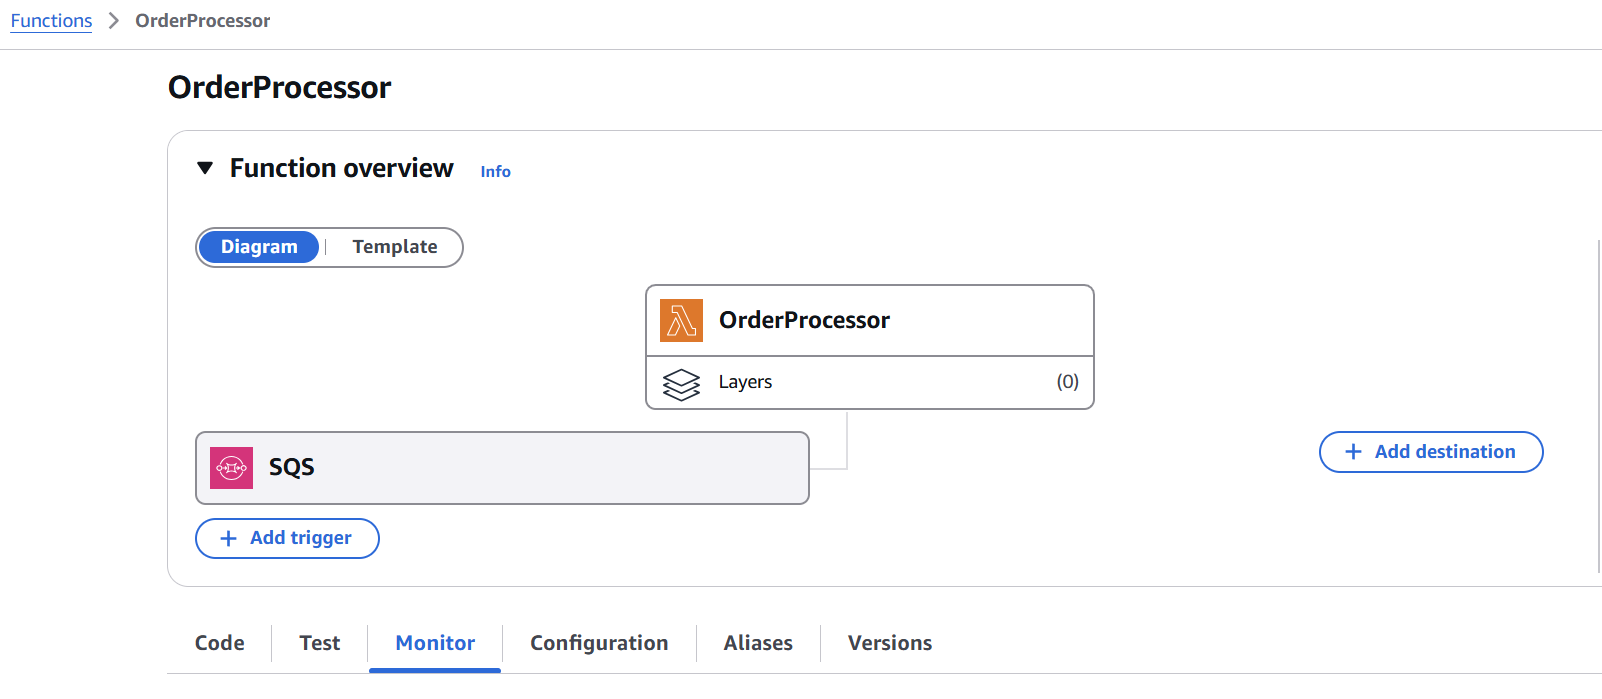 Functions > OrderProcessor
OrderProcessor
Function overview Info
Diagram | Template
OrderProcessor
Layers (0)
SQS
+ Add destination
+ Add trigger
Code Test Monitor Configuration Aliases Versions